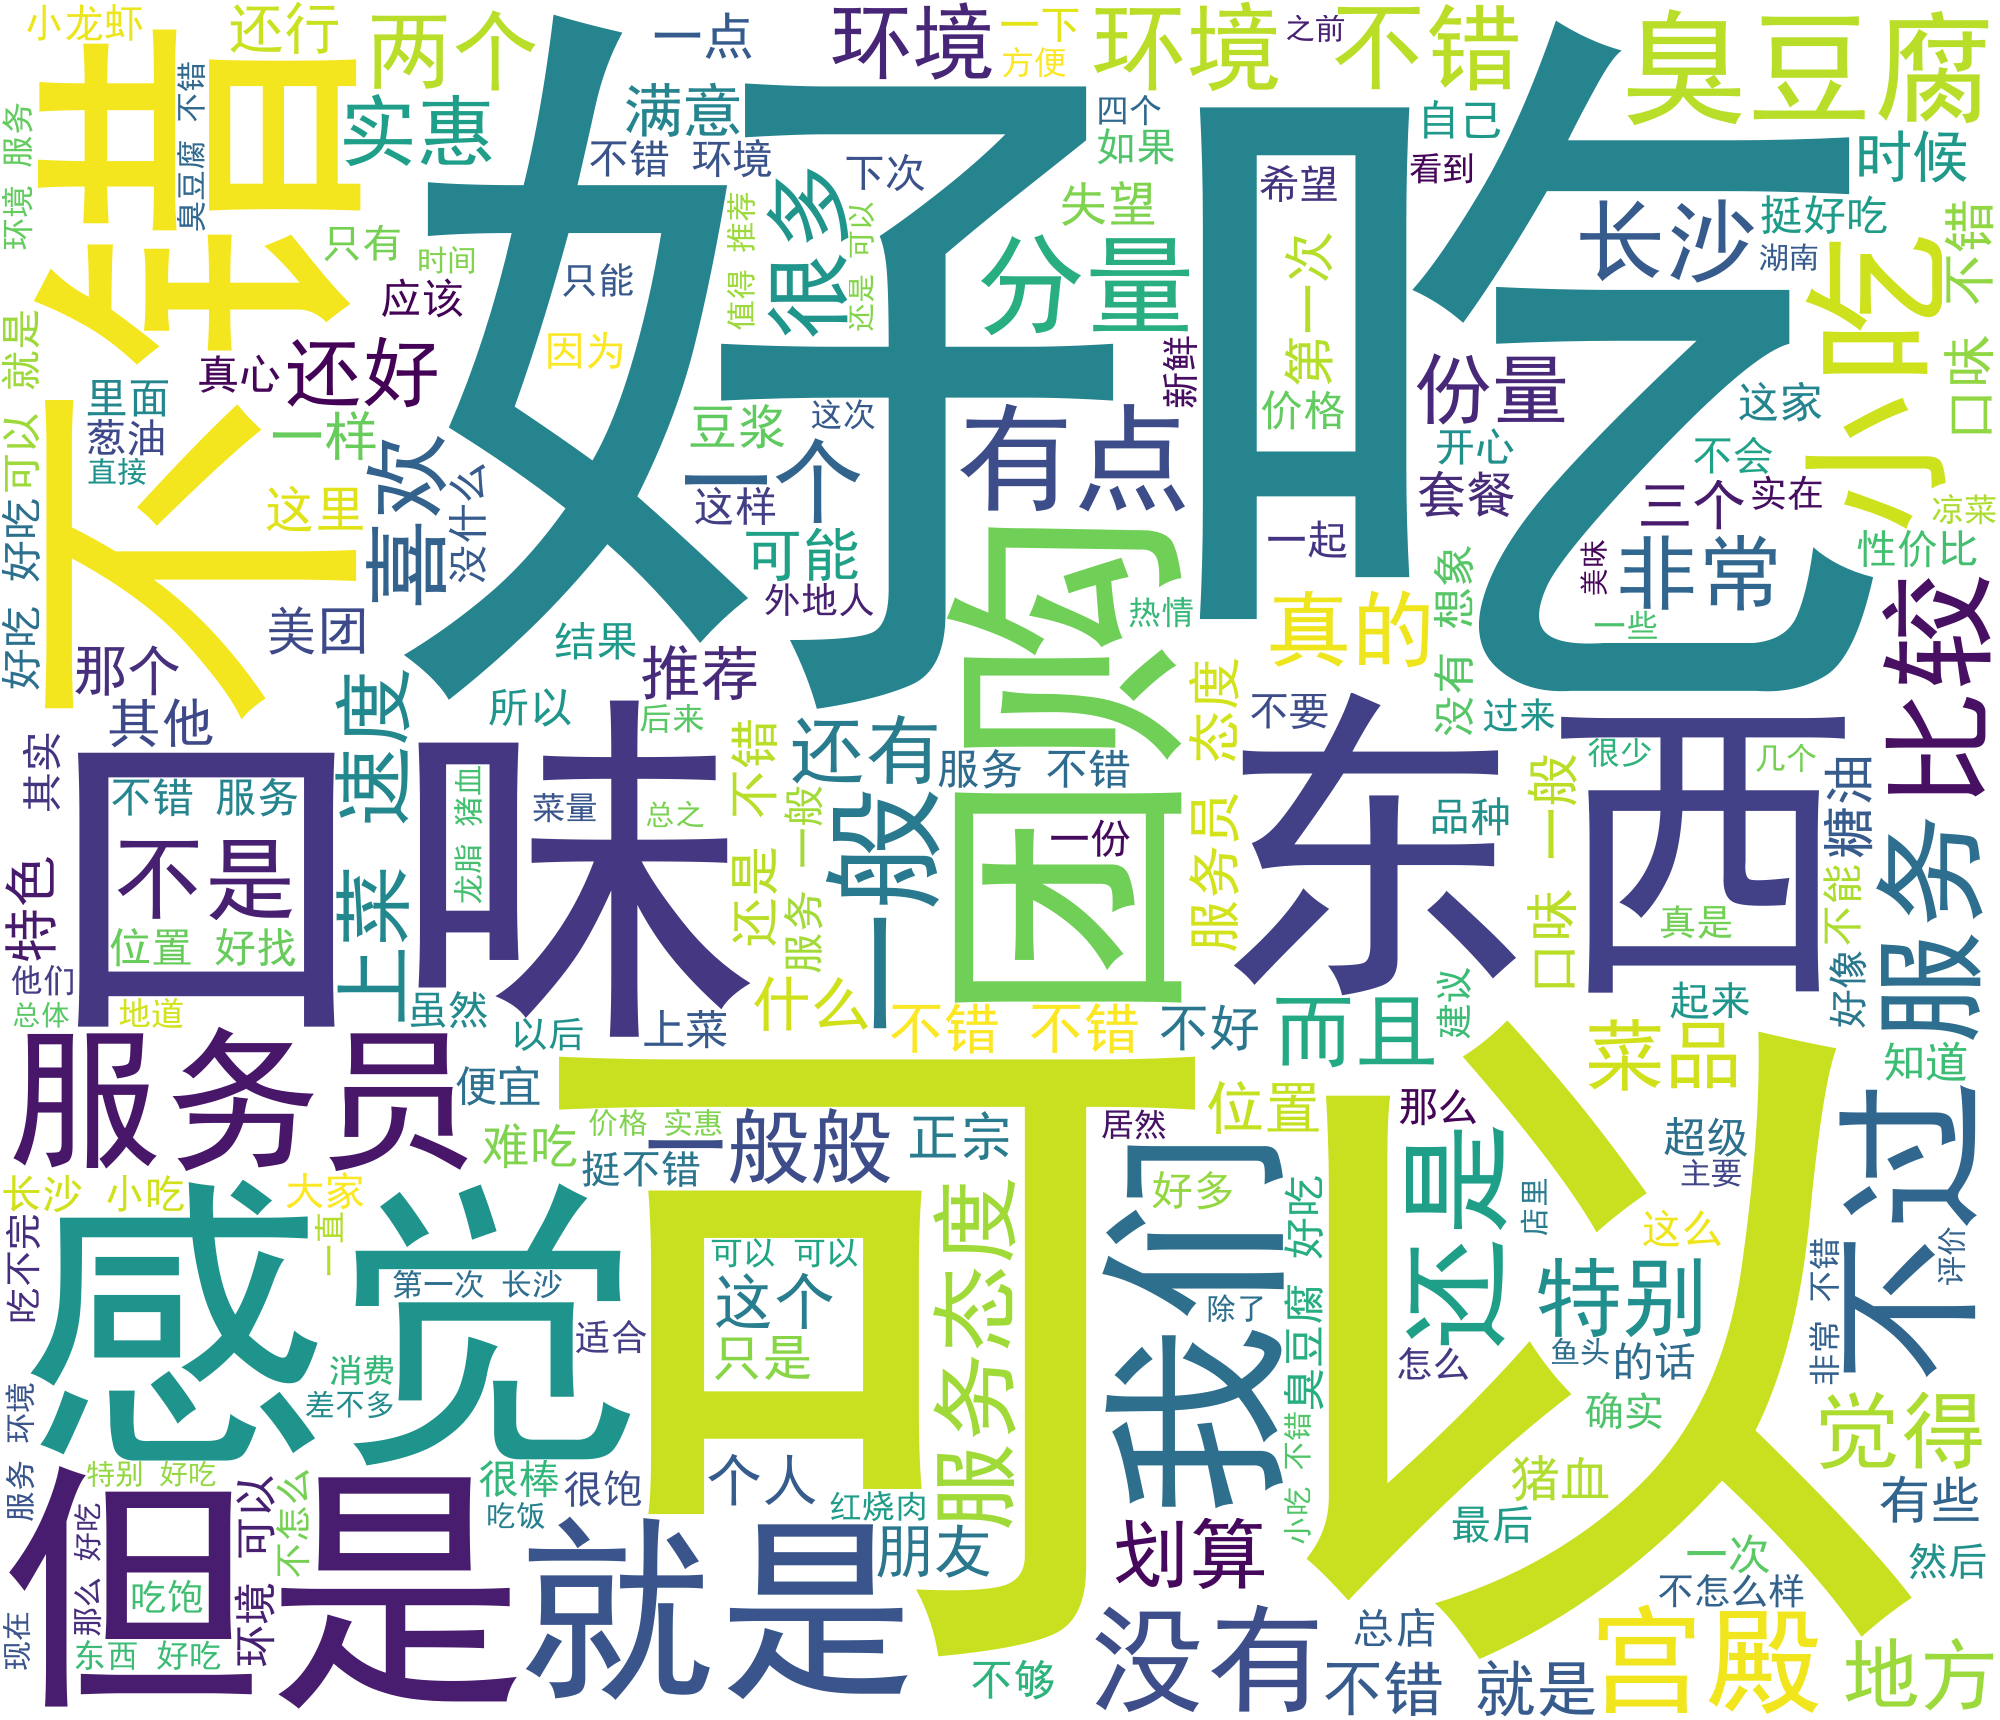 小龙虾
还行
两个
一点
环境
一下
方便
环境
之前
不错
臭豆腐
不错
臭豆腐 不错
环境 服务
实惠
满意
不错 环境
好吃
四个
如果
自己
看到
时候
下次
很多
值得 推荐
还是 可以
失望
希望
长沙
挺好吃
湖南
小吃
口味 不错
只有
时间
只能
应该
因为
分量
第一次
价格
新鲜
份量
这家
就是
真心
还好
里面
葱油
直接
一样
喜欢
没什么
豆浆
这次
一个
这样
有点
开心
套餐
不会
三个
实在
凉菜
性价比
可以
好吃 好吃
这里
可能
外地人
团购
一起
热情
真的
没有 想象
美味
非常
一些
比较
美团
那个
其他
结果
推荐
所以
后来
上菜 速度
口味
东西
服务员 态度
不要
过来
很少
几个
其实
不错 服务
不是
位置 好找
菜量
总之
龙脂 猪血
还是 不错
服务 一般
还有
服务 不错
一般
一份
品种
口味 一般
糖油
不能
真是
服务
特色
他们
总体
地道
虽然
以后
上菜
什么
不错 不错
不好
而且
建议
起来
菜品
好像
知道
服务员
便宜
难吃
价格 实惠
一般般
挺不错
正宗
位置
居然
那么
还是
超级
主要
不过
可以
长沙 小吃
大家
一直
吃不完
感觉
第一次 长沙
适合
消费
差不多
可以 可以
这个
只是
服务态度
我们
好多
除了
臭豆腐 好吃
小吃 不错
店里
这么
特别
怎么
鱼头
的话
非常 不错
评价
确实
觉得
服务 环境
特别 好吃
但是
那么 好吃
吃饱
东西 好吃
现在
环境 可以
不怎么
很棒
吃饭
很饱
个人
红烧肉
就是
朋友
划算
最后
猪血
有些
一次
然后
不怎么样
不够
没有
总店
不错 就是
宫殿
地方